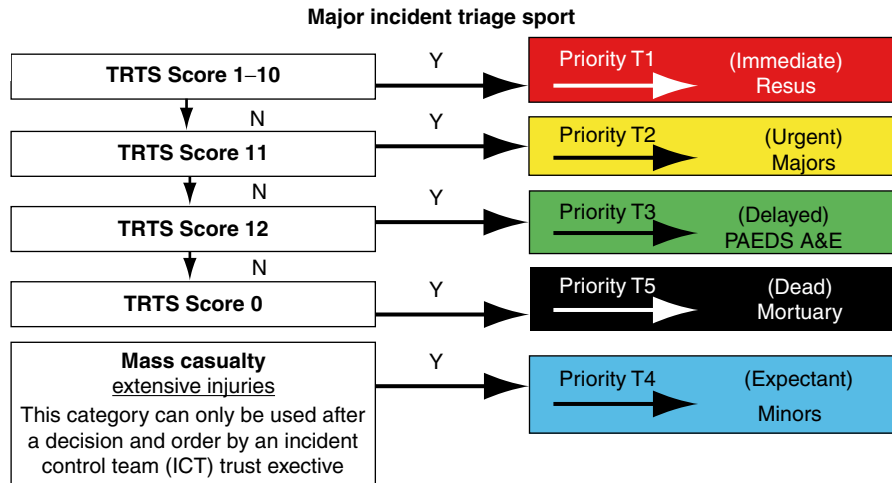 Major incident triage sport
TRTS Score 1–10
Y
Priority T1
(Immediate)
Resus
N
TRTS Score 11
Y
Priority T2
(Urgent)
Majors
N
TRTS Score 12
Y
Priority T3
(Delayed)
PAEDS A&E
N
TRTS Score 0
Y
Priority T5
(Dead)
Mortuary
Mass casualty
extensive injuries
This category can only be used after
a decision and order by an incident
control team (ICT) trust exective
Y
Priority T4
(Expectant)
Minors